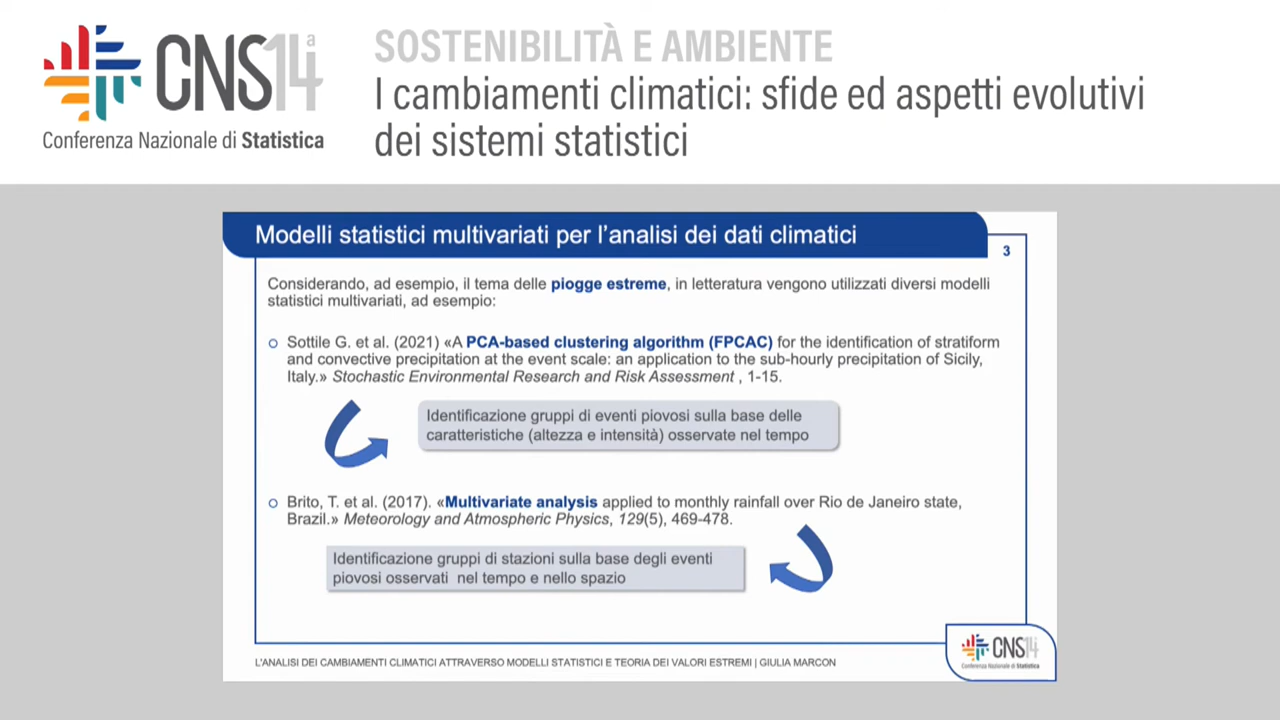 CNS14ª
Conferenza Nazionale di Statistica
SOSTENIBILITÀ E AMBIENTE
I cambiamenti climatici: sfide ed aspetti evolutivi
dei sistemi statistici
Modelli statistici multivariati per l'analisi dei dati climatici
3
Considerando, ad esempio, il tema delle piogge estreme, in letteratura vengono utilizzati diversi modelli
statistici multivariati, ad esempio:
Sottile G. et al. (2021) «A PCA-based clustering algorithm (FPCAC) for the identification of stratiform
and convective precipitation at the event scale: an application to the sub-hourly precipitation of Sicily,
Italy.» Stochastic Environmental Research and Risk Assessment , 1-15.
Identificazione gruppi di eventi piovosi sulla base delle
caratteristiche (altezza e intensità) osservate nel tempo
Brito, T. et al. (2017). «Multivariate analysis applied to monthly rainfall over Rio de Janeiro state,
Brazil.» Meteorology and Atmospheric Physics, 129(5), 469-478.
Identificazione gruppi di stazioni sulla base degli eventi
piovosi osservati nel tempo e nello spazio
L'ANALISI DEI CAMBIAMENTI CLIMATICI ATTRAVERSO MODELLI STATISTICI E TEORIA DEI VALORI ESTREMI | GIULIA MARCON
CNS14
Conferenza Nazionale di Statistica